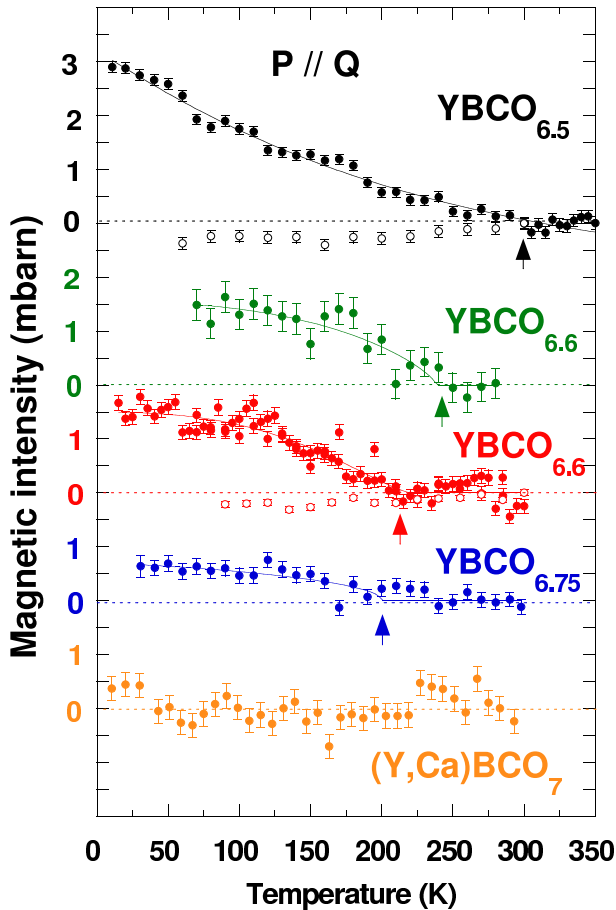 P // Q
3
YBCO6.5
2
1
0
2
YBCO6.6
1
0
YBCO6.6
1
0
1
YBCO6.75
0
1
0
(Y,Ca)BCO7
Magnetic intensity (mbarn)
0 50 100 150 200 250 300 350
Temperature (K)